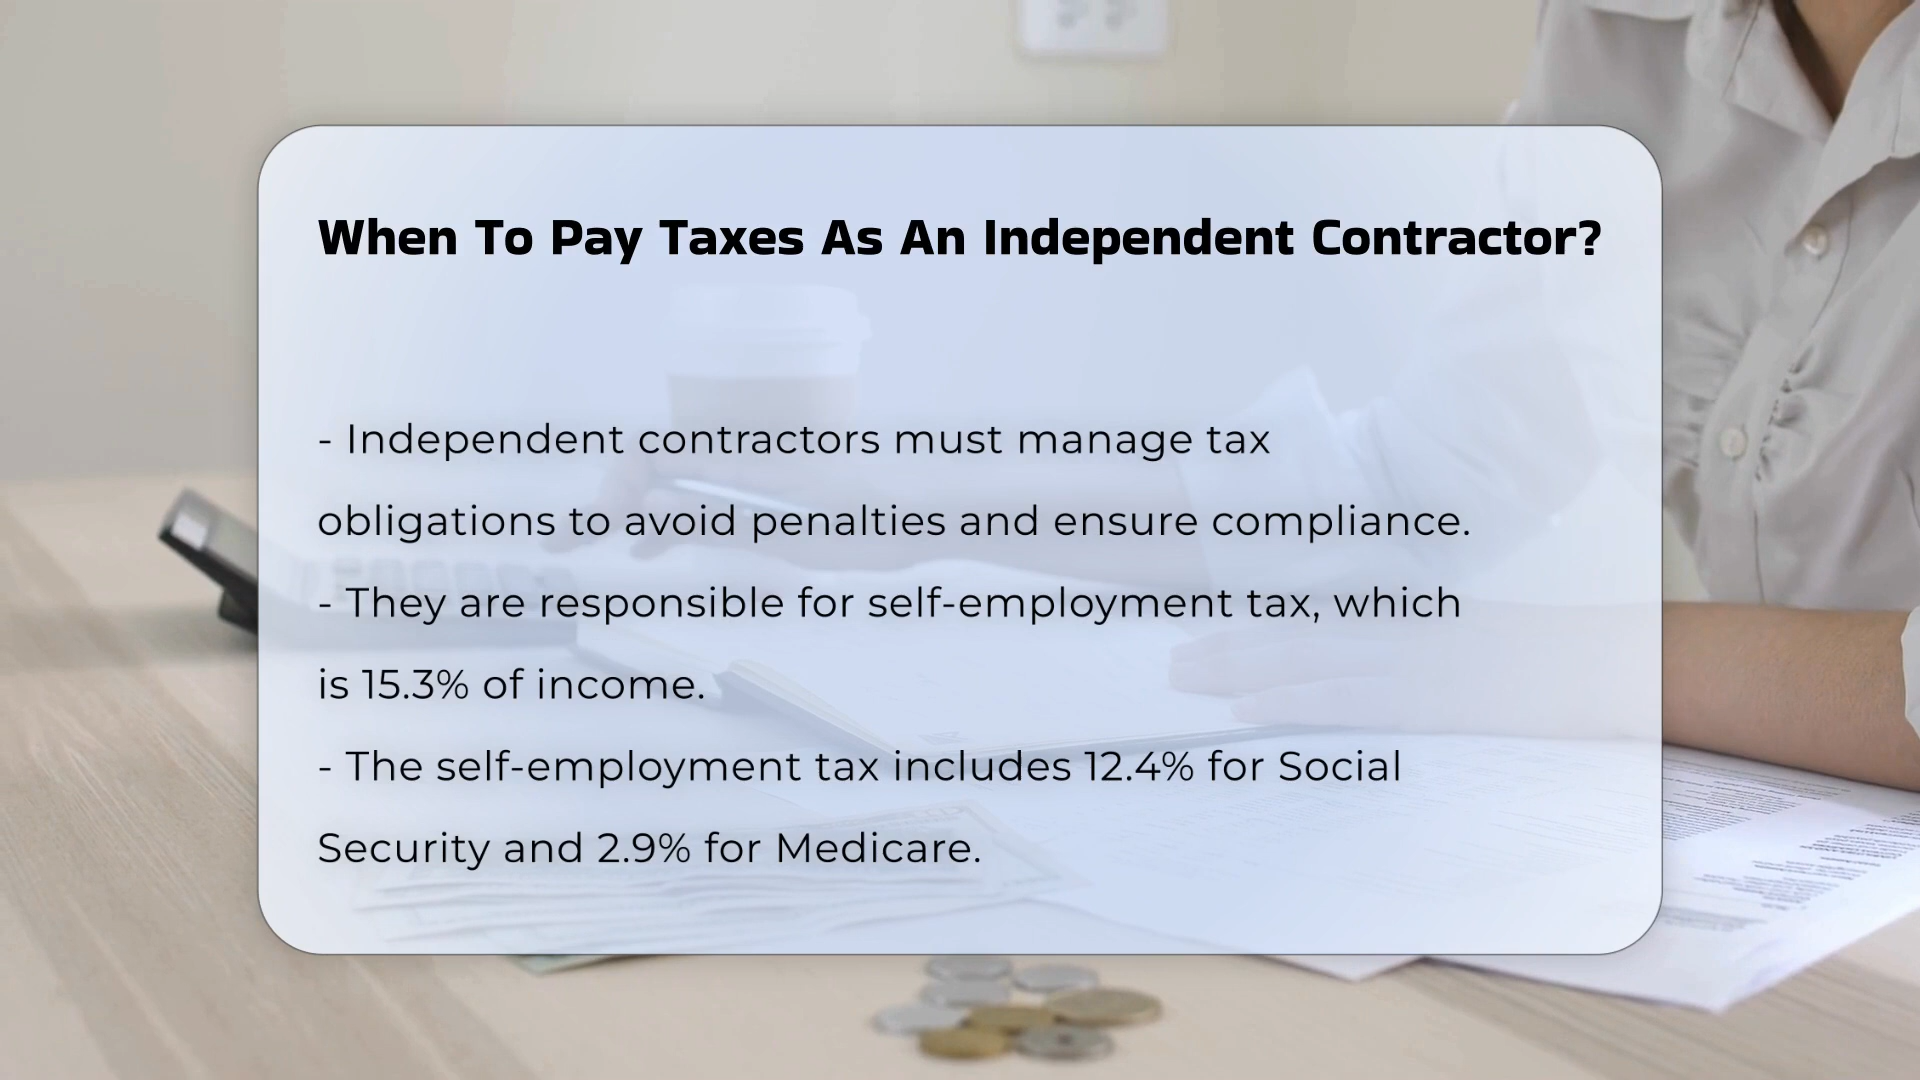 When To Pay Taxes As An Independent Contractor?
- Independent contractors must manage tax
obligations to avoid penalties and ensure compliance.
- They are responsible for self-employment tax, which
is 15.3% of income.
- The self-employment tax includes 12.4% for Social
Security and 2.9% for Medicare.